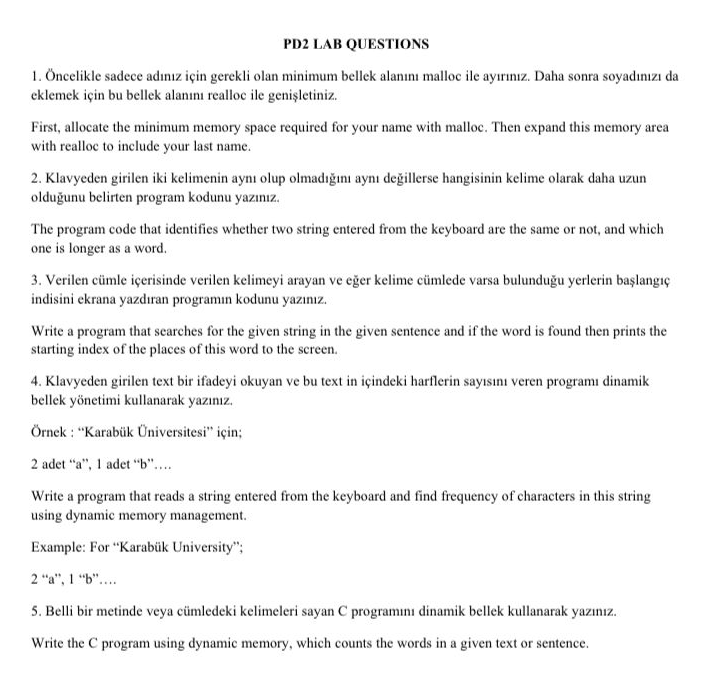 PD2 LAB QUESTIONS
1. Öncelikle sadece adınız için gerekli olan minimum bellek alanını malloc ile ayırınız. Daha sonra soyadınızı da
eklemek için bu bellek alanını realloc ile genişletiniz.
First, allocate the minimum memory space required for your name with malloc. Then expand this memory area
with realloc to include your last name.
2. Klavyeden girilen iki kelimenin aynı olup olmadığını aynı değillerse hangisinin kelime olarak daha uzun
olduğunu belirten program kodunu yazınız.
The program code that identifies whether two string entered from the keyboard are the same or not, and which
one is longer as a word.
3. Verilen cümle içerisinde verilen kelimeyi arayan ve eğer kelime cümlede varsa bulunduğu yerlerin başlangıç
indisini ekrana yazdıran programın kodunu yazınız.
Write a program that searches for the given string in the given sentence and if the word is found then prints the
starting index of the places of this word to the screen.
4. Klavyeden girilen text bir ifadeyi okuyan ve bu text in içindeki harflerin sayısını veren programı dinamik
bellek yönetimi kullanarak yazınız.
Örnek : “Karabük Üniversitesi” için;
2 adet “a”, 1 adet “b”….
Write a program that reads a string entered from the keyboard and find frequency of characters in this string
using dynamic memory management.
Example: For “Karabük University”;
2 “a”, 1 “b”….
5. Belli bir metinde veya cümledeki kelimeleri sayan C programını dinamik bellek kullanarak yazınız.
Write the C program using dynamic memory, which counts the words in a given text or sentence.